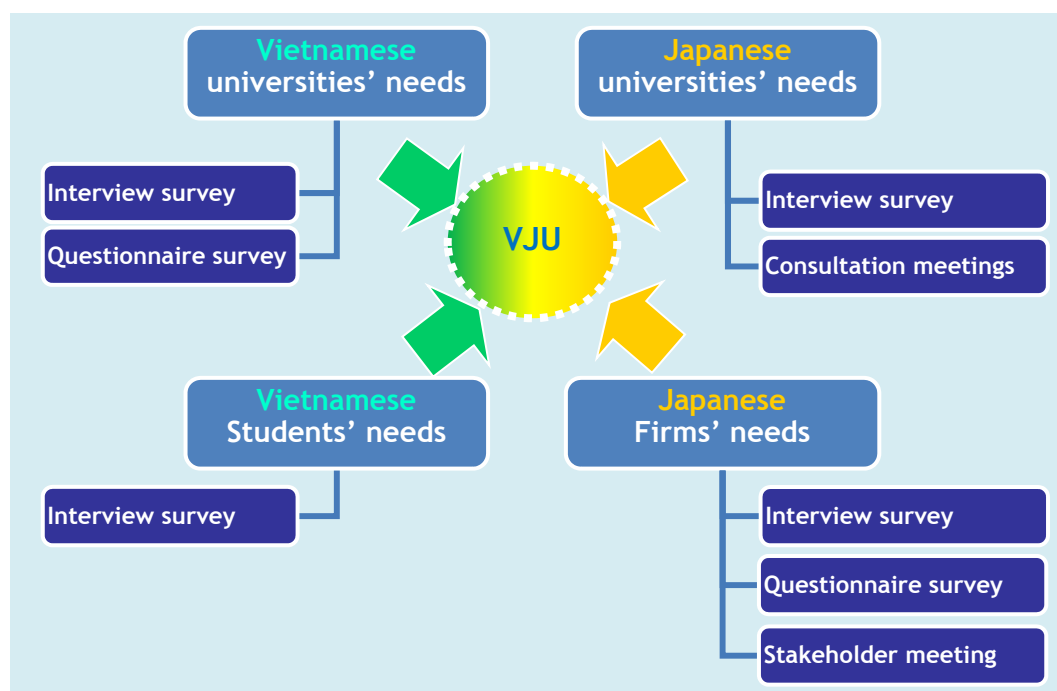 Vietnamese
universities’ needs
Interview survey
Questionnaire survey
Japanese
universities’ needs
Interview survey
Consultation meetings
VJU
Vietnamese
Students’ needs
Interview survey
Japanese
Firms’ needs
Interview survey
Questionnaire survey
Stakeholder meeting